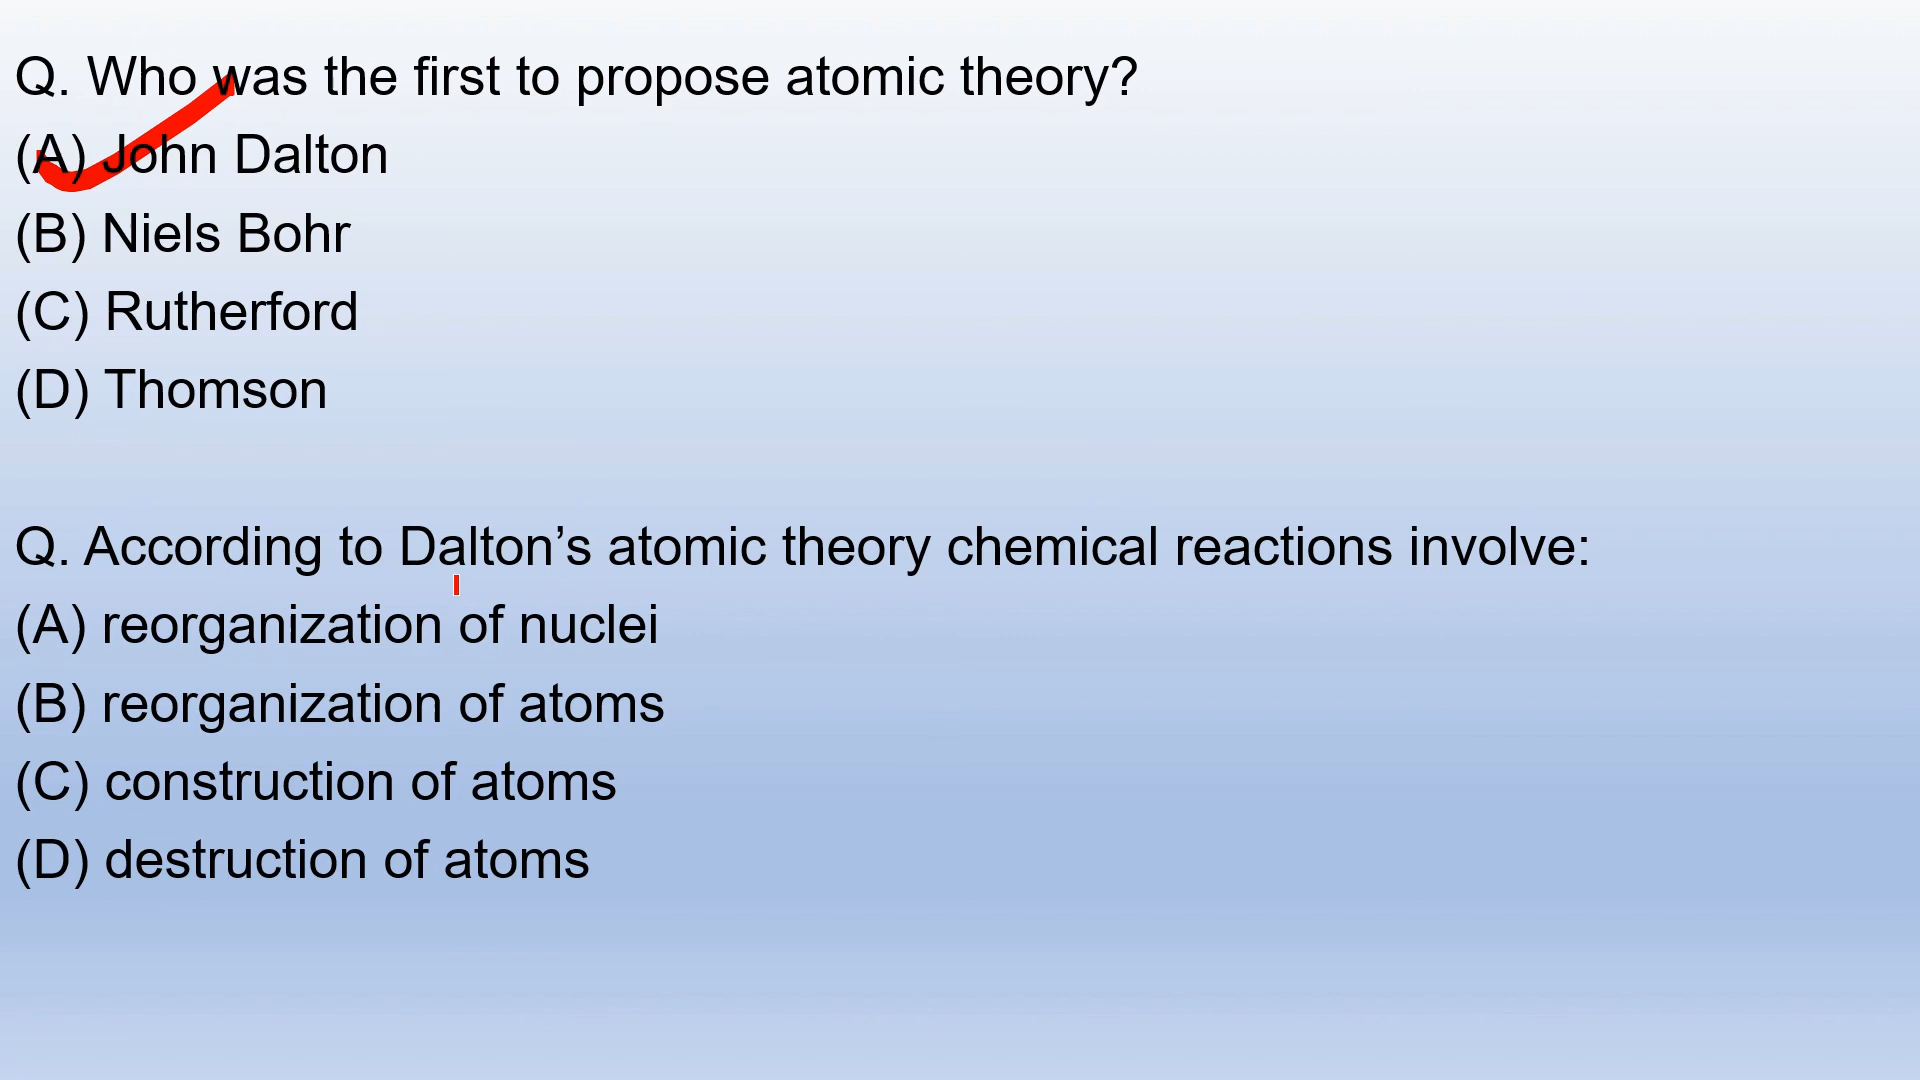 Q. Who was the first to propose atomic theory?
(A) John Dalton
(B) Niels Bohr
(C) Rutherford
(D) Thomson
Q. According to Dalton’s atomic theory chemical reactions involve:
(A) reorganization of nuclei
(B) reorganization of atoms
(C) construction of atoms
(D) destruction of atoms